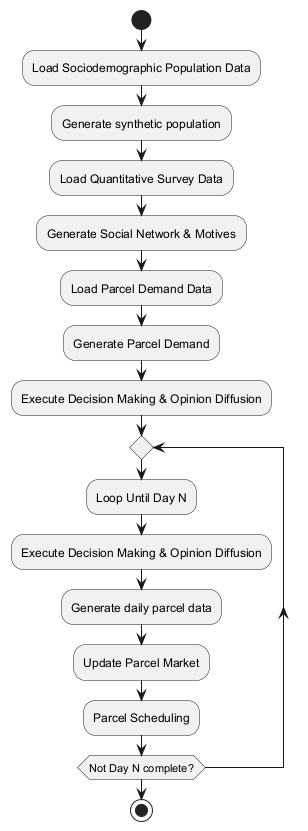 Load Sociodemographic Population Data
Generate synthetic population
Load Quantitative Survey Data
Generate Social Network & Motives
Load Parcel Demand Data
Generate Parcel Demand
Execute Decision Making & Opinion Diffusion
Loop Until Day N
Execute Decision Making & Opinion Diffusion
Generate daily parcel data
Update Parcel Market
Parcel Scheduling
Not Day N complete?